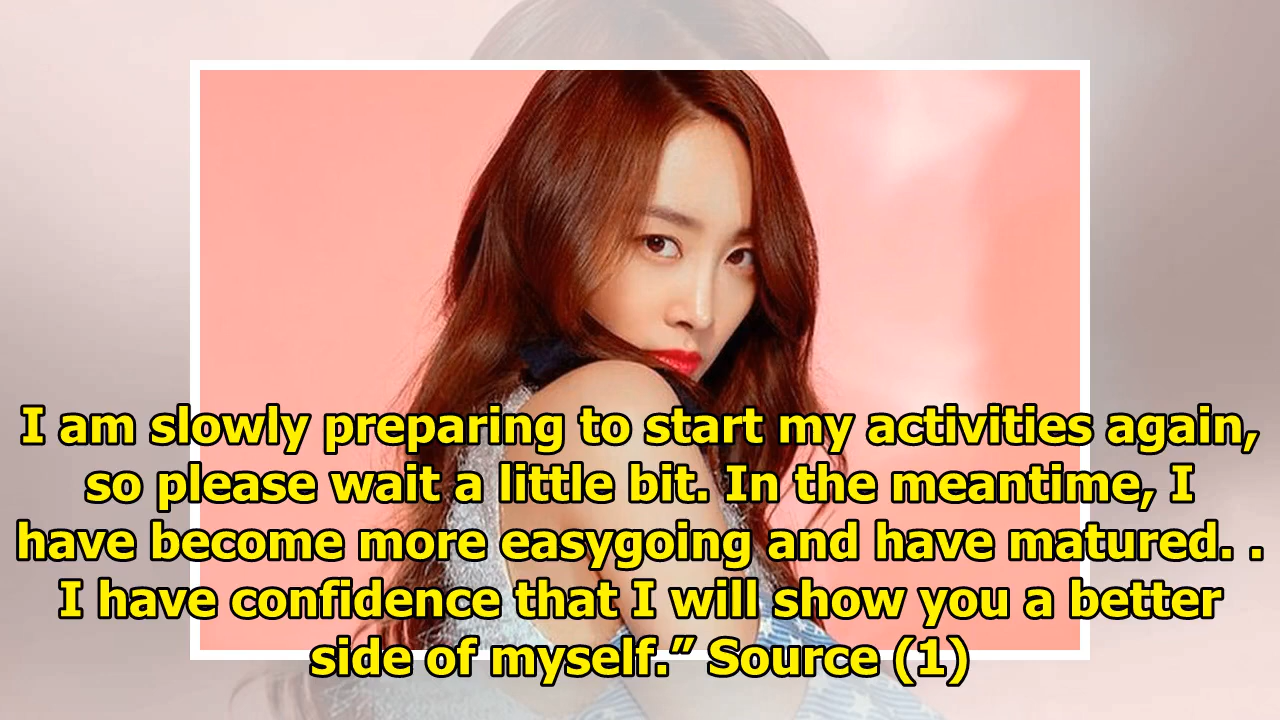 I am slowly preparing to start my activities again,
so please wait a little bit. In the meantime, I
have become more easygoing and have matured. .
I have confidence that I will show you a better
side of myself.” Source (1)